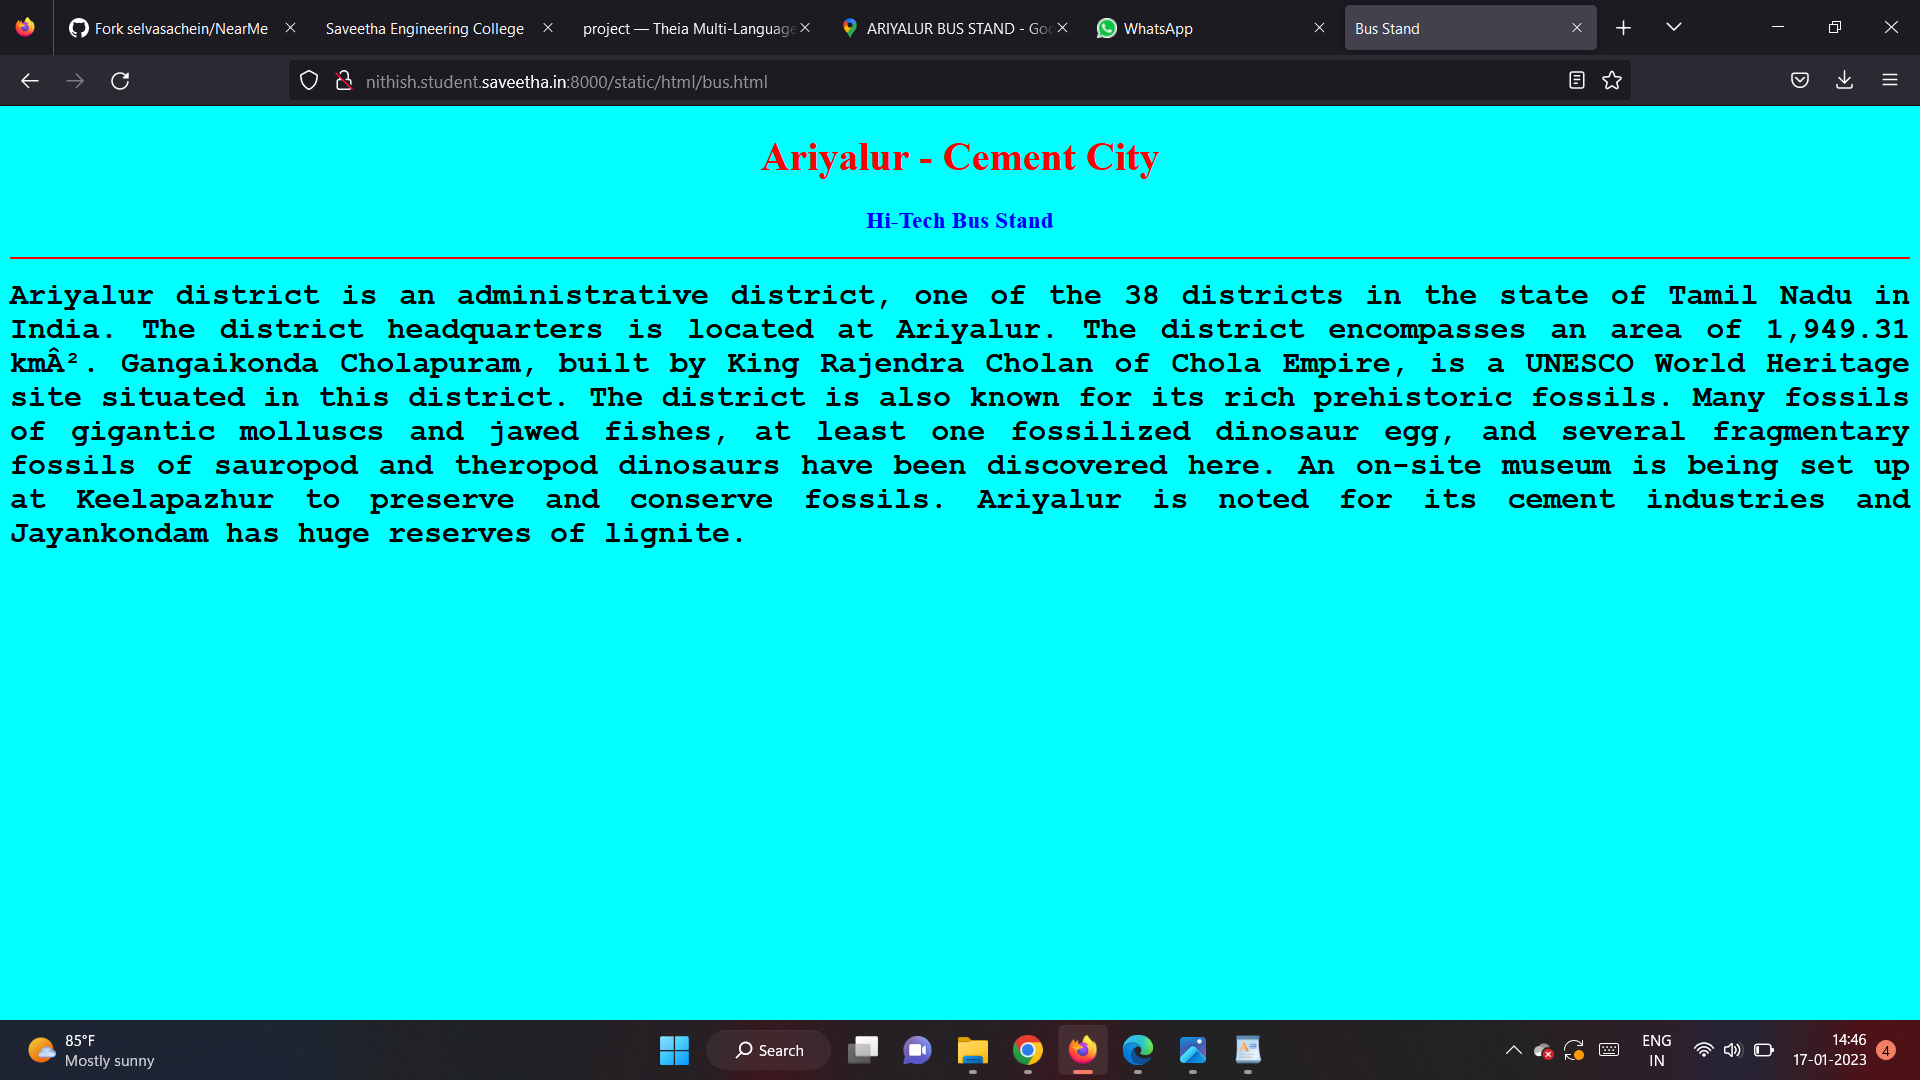 Fork selvasachein/NearMe
Saveetha Engineering College
project — Theia Multi-Language
ARIYALUR BUS STAND - Goo
WhatsApp
Bus Stand
nithish.student.saveetha.in:8000/static/html/bus.html
Ariyalur - Cement City
Hi-Tech Bus Stand
Ariyalur district is an administrative district, one of the 38 districts in the state of Tamil Nadu in
India. The district headquarters is located at Ariyalur. The district encompasses an area of 1,949.31
kmÂ². Gangaikonda Cholapuram, built by King Rajendra Cholan of Chola Empire, is a UNESCO World Heritage
site situated in this district. The district is also known for its rich prehistoric fossils. Many fossils
of gigantic molluscs and jawed fishes, at least one fossilized dinosaur egg, and several fragmentary
fossils of sauropod and theropod dinosaurs have been discovered here. An on-site museum is being set up
at Keelapazhur to preserve and conserve fossils. Ariyalur is noted for its cement industries and
Jayankondam has huge reserves of lignite.
85°F
Mostly sunny
Search
ENG
IN
14:46
17-01-2023
4